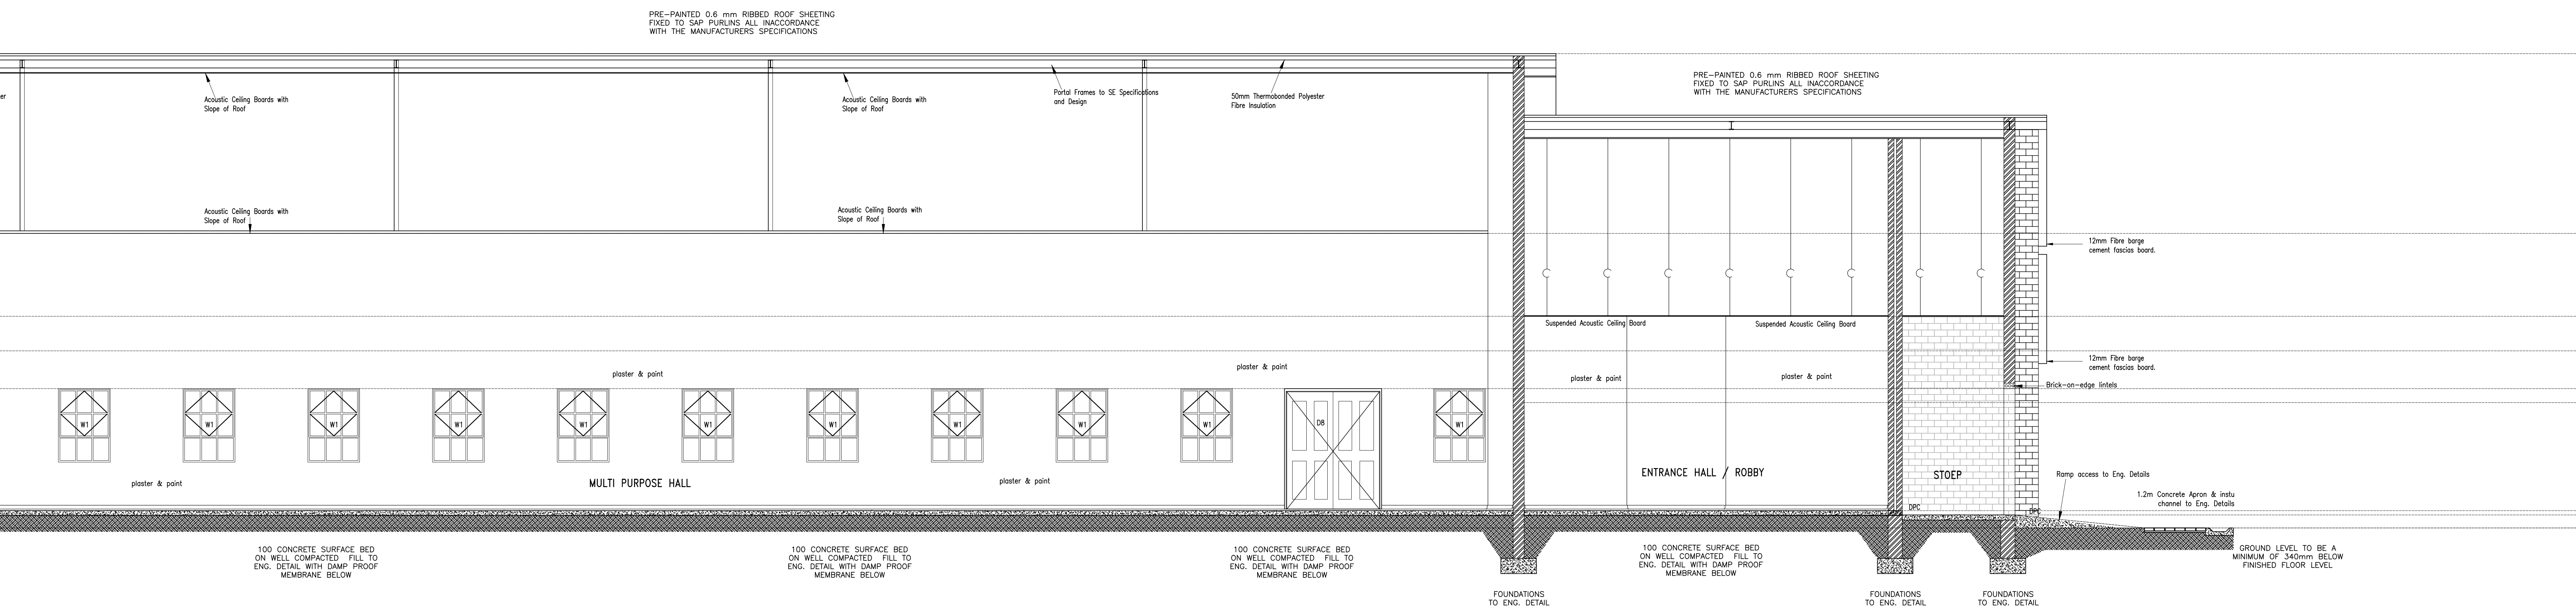 PRE-PAINTED 0.6 mm RIBBED ROOF SHEETING
FIXED TO SAP PURLINS ALL INACCORDANCE
WITH THE MANUFACTURERS SPECIFICATIONS
PRE-PAINTED 0.6 mm RIBBED ROOF SHEETING
FIXED TO SAP PURLINS ALL INACCORDANCE
WITH THE MANUFACTURERS SPECIFICATIONS
er
Acoustic Ceiling Boards with
Slope of Roof
Acoustic Ceiling Boards with
Slope of Roof
Portal Frames to SE Specifications
and Design
50mm Thermobonded Polyester
Fibre Insulation
Acoustic Ceiling Boards with
Slope of Roof
Acoustic Ceiling Boards with
Slope of Roof
12mm Fibre barge
cement fascias board.
Suspended Acoustic Ceiling Board
Suspended Acoustic Ceiling Board
12mm Fibre barge
cement fascias board.
plaster & paint
plaster & paint
plaster & paint
plaster & paint
Brick-on-edge lintels
W1
W1
W1
W1
W1
W1
W1
W1
W1
W1
D8
W1
plaster & paint
MULTI PURPOSE HALL
plaster & paint
ENTRANCE HALL / ROBBY
STOEP
Ramp access to Eng. Details
1.2m Concrete Apron & instu
channel to Eng. Details
DPC
DPC
100 CONCRETE SURFACE BED
ON WELL COMPACTED FILL TO
ENG. DETAIL WITH DAMP PROOF
MEMBRANE BELOW
100 CONCRETE SURFACE BED
ON WELL COMPACTED FILL TO
ENG. DETAIL WITH DAMP PROOF
MEMBRANE BELOW
100 CONCRETE SURFACE BED
ON WELL COMPACTED FILL TO
ENG. DETAIL WITH DAMP PROOF
MEMBRANE BELOW
100 CONCRETE SURFACE BED
ON WELL COMPACTED FILL TO
ENG. DETAIL WITH DAMP PROOF
MEMBRANE BELOW
GROUND LEVEL TO BE A
MINIMUM OF 340mm BELOW
FINISHED FLOOR LEVEL
FOUNDATIONS
TO ENG. DETAIL
FOUNDATIONS
TO ENG. DETAIL
FOUNDATIONS
TO ENG. DETAIL